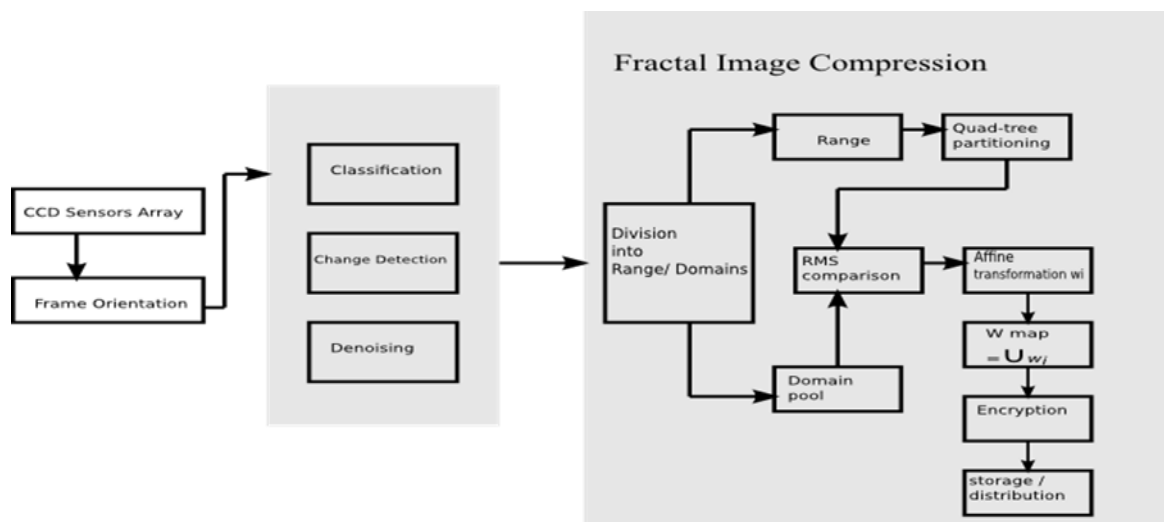 Fractal Image Compression
CCD Sensors Array
Frame Orientation
Classification
Change Detection
Denoising
Division
into
Range/ Domains
Range
Quad-tree
partitioning
RMS
comparison
Domain
pool
Affine
transformation wi
W map
= U wi
Encryption
storage /
distribution